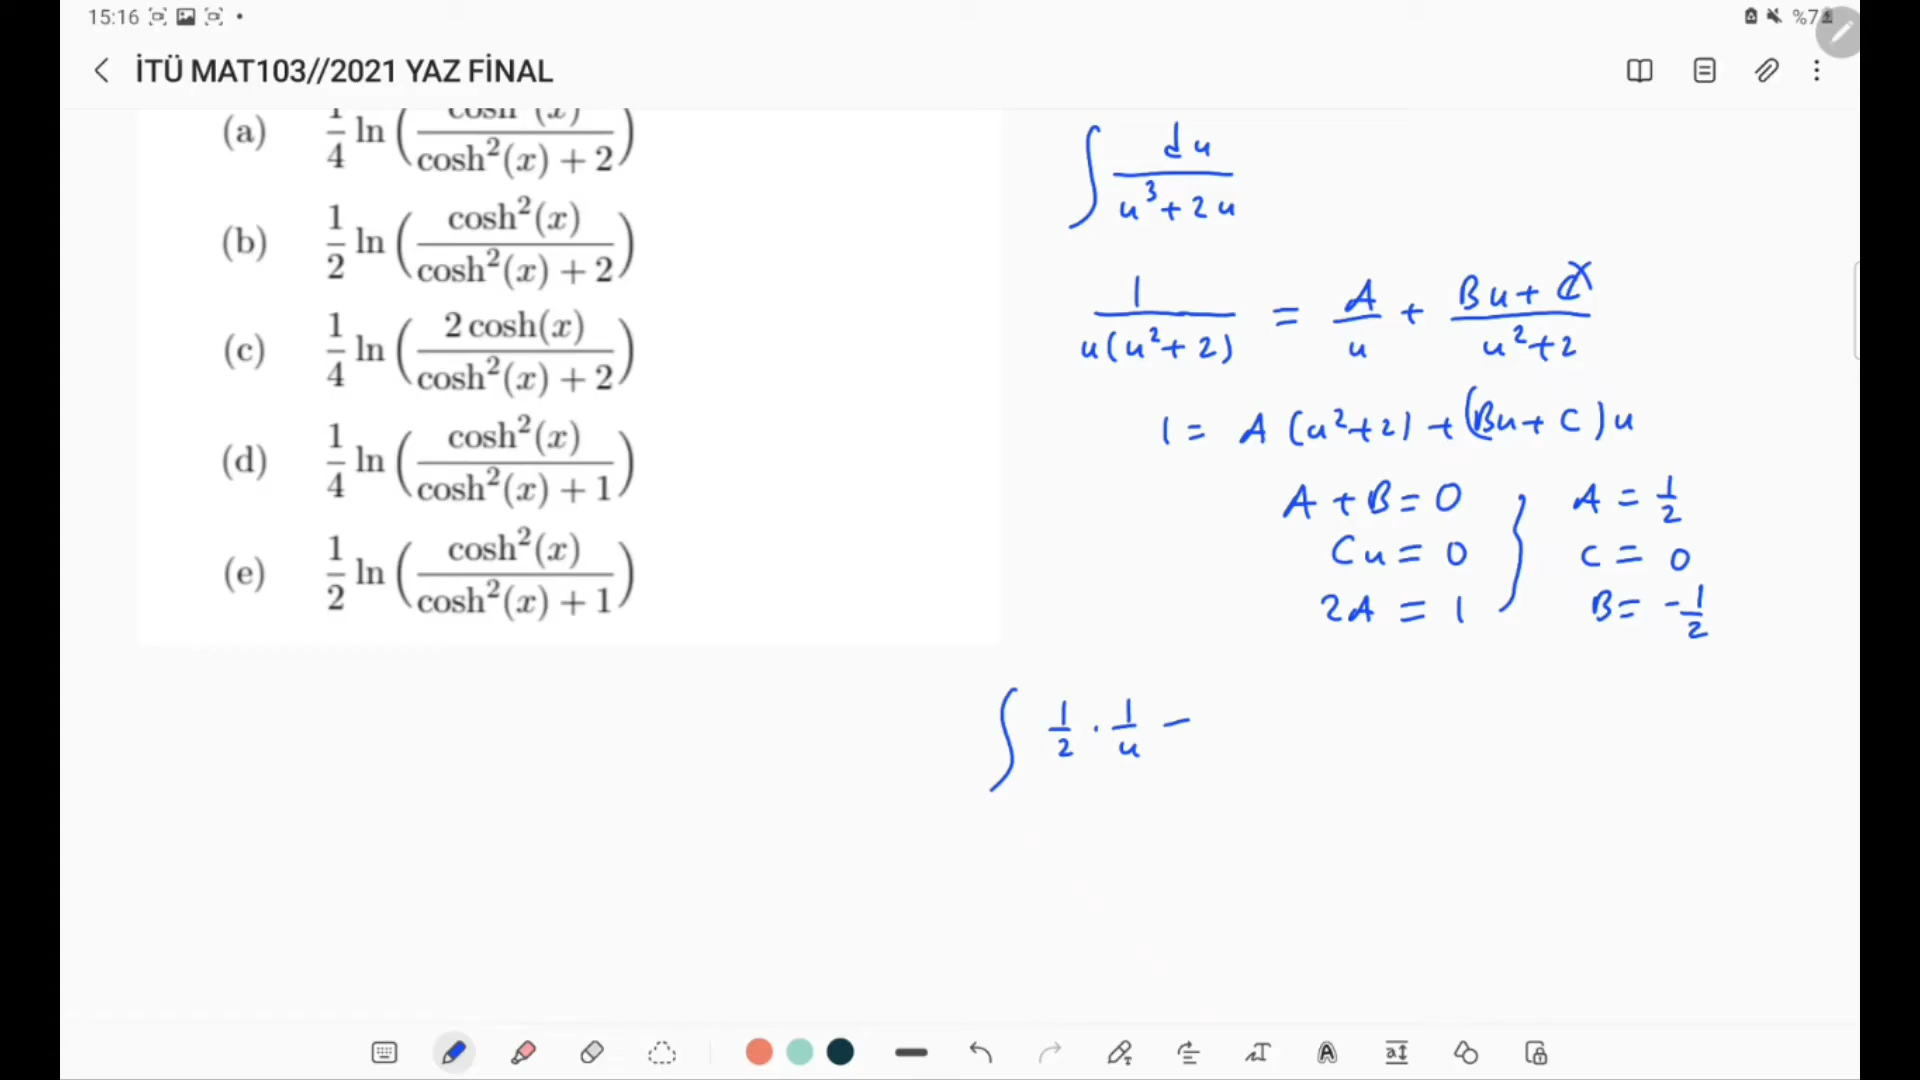 15:16
%7
İTÜ MAT103//2021 YAZ FİNAL
(a) 1/4 ln ( cosh (x) / cosh²(x) + 2 )
(b) 1/2 ln ( cosh²(x) / cosh²(x) + 2 )
(c) 1/4 ln ( 2 cosh(x) / cosh²(x) + 2 )
(d) 1/4 ln ( cosh²(x) / cosh²(x) + 1 )
(e) 1/2 ln ( cosh²(x) / cosh²(x) + 1 )
∫ du / u³+2u
1 / u(u²+2) = A / u + Bu + C / u²+2
1 = A (u²+2) + (Bu + C) u
A + B = 0
Cu = 0
2A = 1
A = 1/2
C = 0
B = -1/2
∫ 1/2 · 1/u −